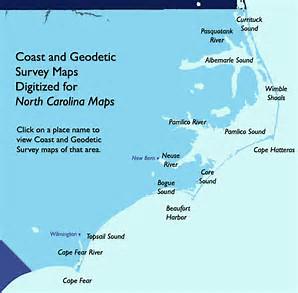 Coast and Geodetic
Survey Maps
Digitized for
North Carolina Maps
Click on a place name to
view Coast and Geodetic
Survey maps of that area.
Currituck
Sound
Pasquotank
River
Albemarle Sound
Wimble
Shoals
Pamlico River
Pamlico Sound
Cape Hatteras
New Bern
Neuse
River
Core
Sound
Bogue
Sound
Beaufort
Harbor
Wilmington
Topsail Sound
Cape Fear River
Cape Fear